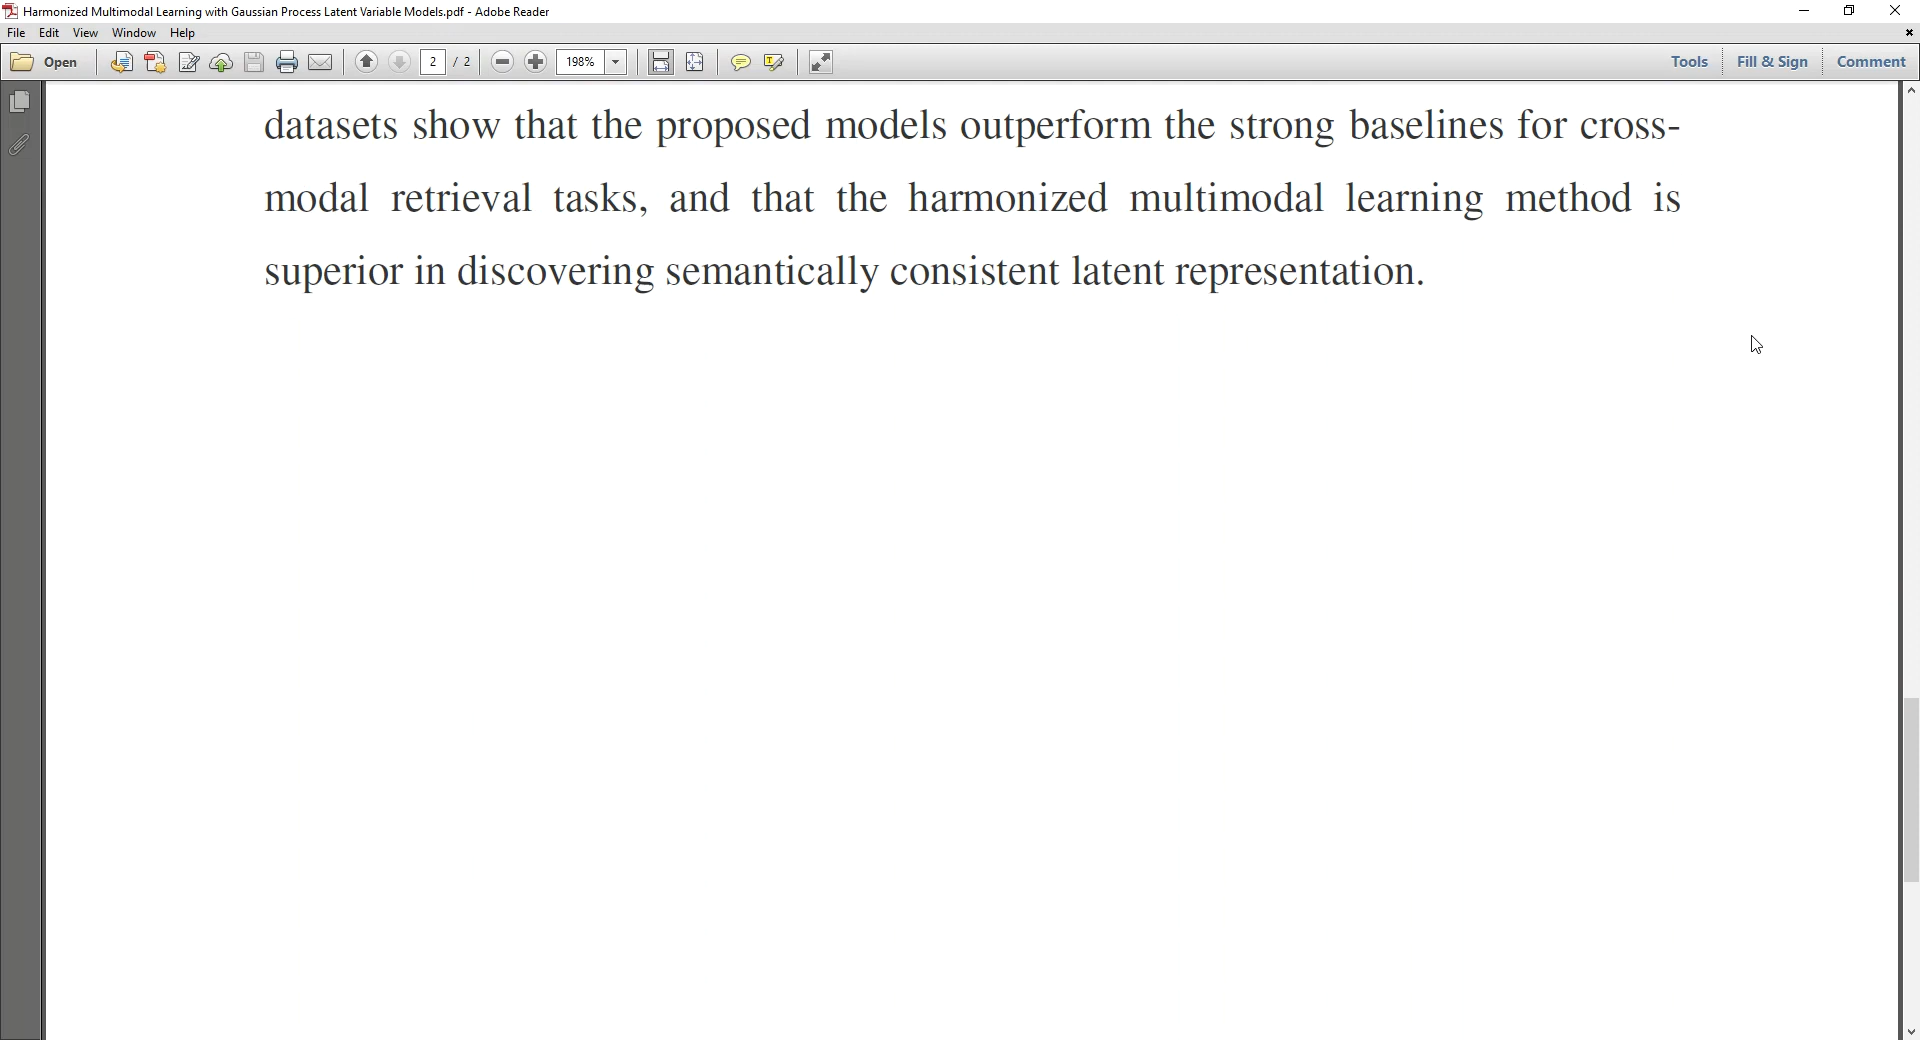 Harmonized Multimodal Learning with Gaussian Process Latent Variable Models.pdf - Adobe Reader
File Edit View Window Help
Open 2 / 2 198% Tools Fill & Sign Comment
datasets show that the proposed models outperform the strong baselines for cross-
modal retrieval tasks, and that the harmonized multimodal learning method is
superior in discovering semantically consistent latent representation.